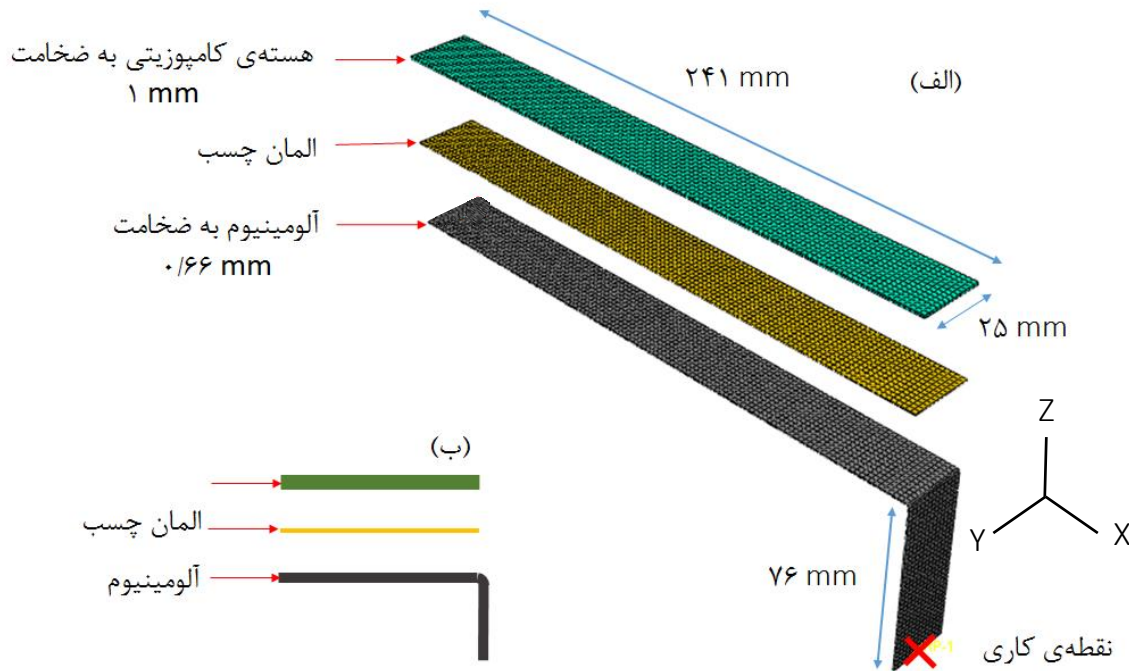 هسته‌ی کامپوزیتی به ضخامت
۱ mm
۲۴۱ mm
(الف)
المان چسب
آلومینیوم به ضخامت
۰/۶۶ mm
۲۵ mm
Z
Y
X
(ب)
المان چسب
آلومینیوم
۷۶ mm
نقطه‌ی کاری